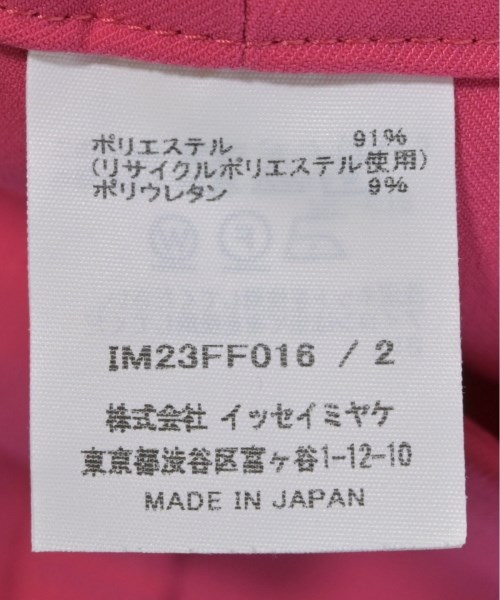 ポリエステル 91%
(リサイクルポリエステル使用)
ポリウレタン 9%
IM23FF016 / 2
株式会社 イッセイミヤケ
東京都渋谷区富ヶ谷1-12-10
MADE IN JAPAN